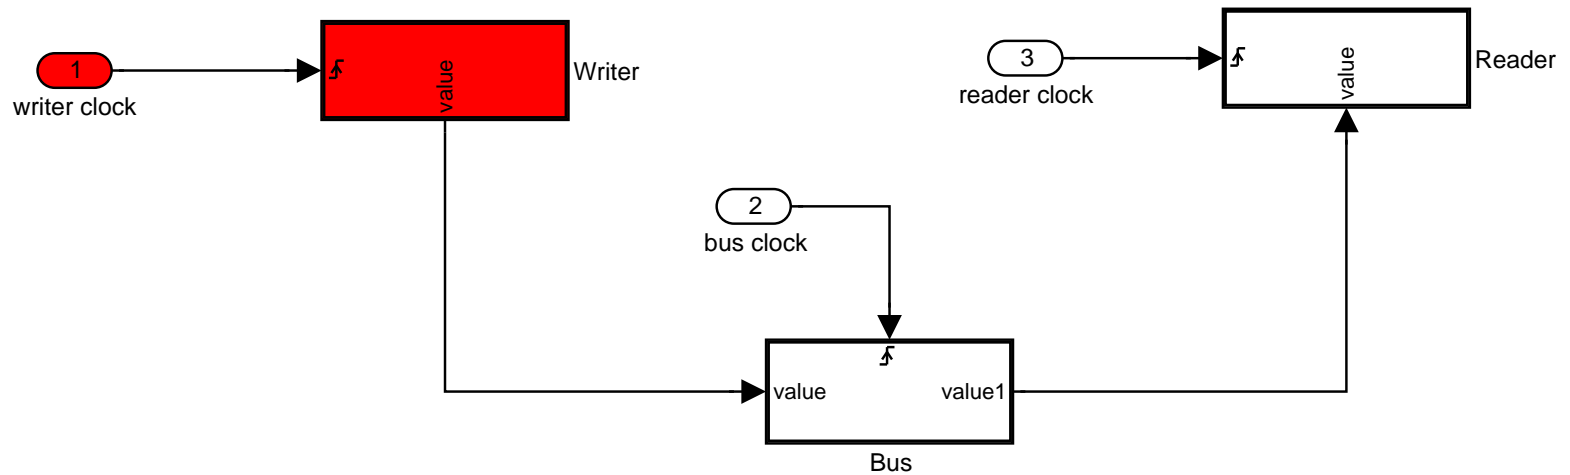 1
writer clock
value
Writer
3
reader clock
value
Reader
2
bus clock
value
value1
Bus